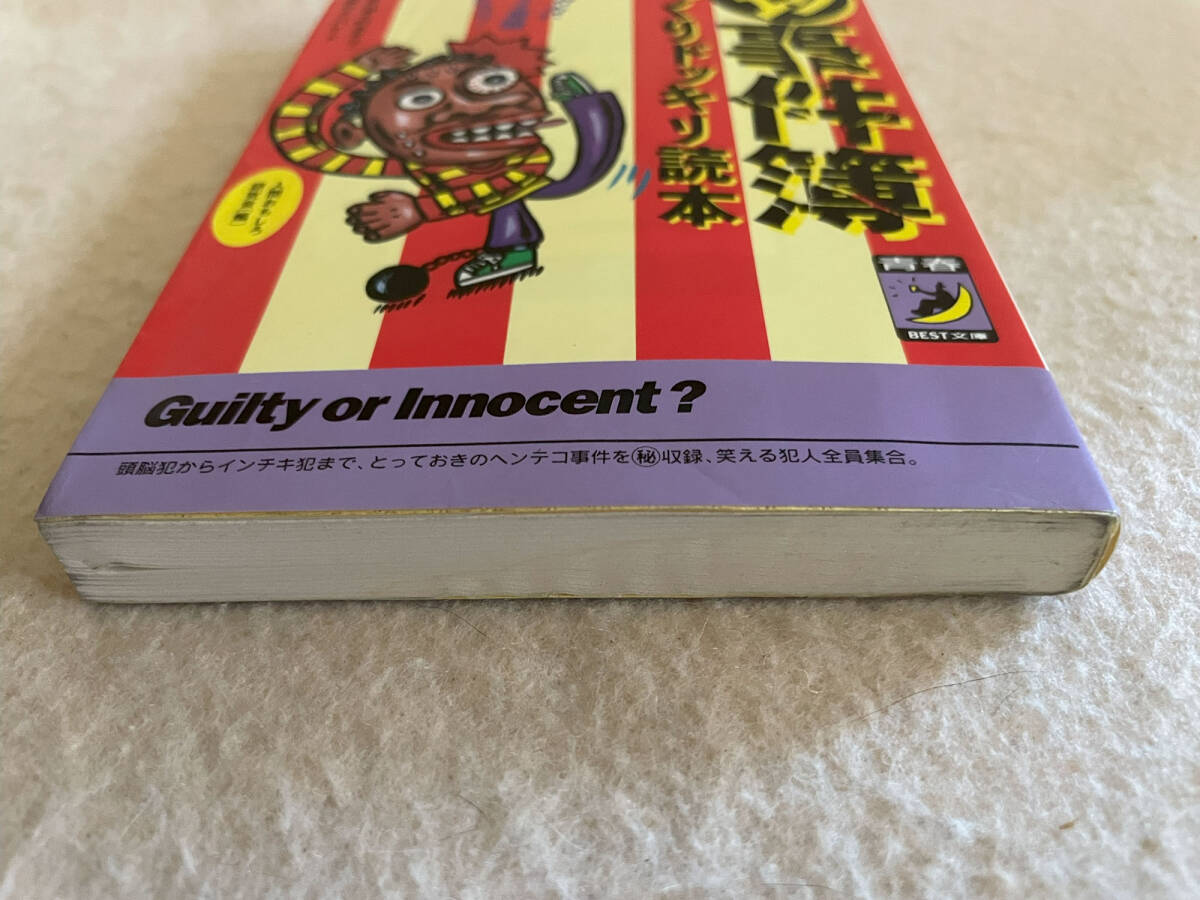 事件簿
ドッキリ読本
青春
BEST文庫
Guilty or Innocent?
頭脳犯からインチキ犯まで、とっておきのヘンテコ事件を㊙収録、笑える犯人全員集合。